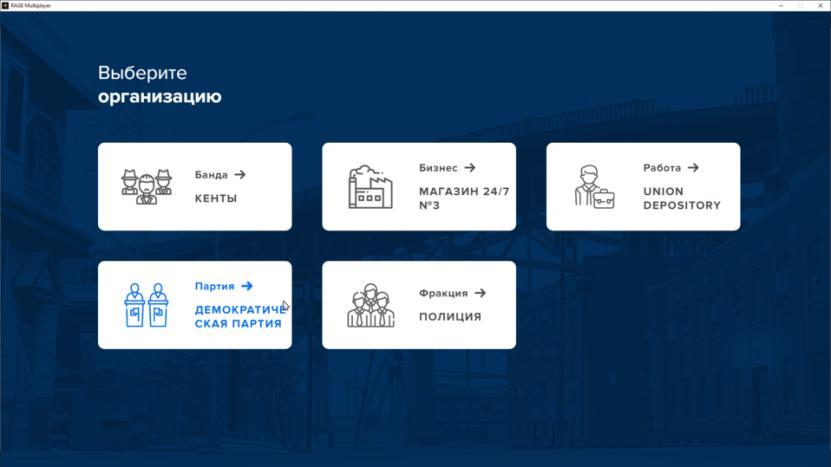 RAGE Multiplayer
Выберите
организацию
Банда →
КЕНТЫ
Бизнес →
МАГАЗИН 24/7
№3
Работа →
UNION
DEPOSITORY
Партия →
ДЕМОКРАТИЧЕ
СКАЯ ПАРТИЯ
Фракция →
ПОЛИЦИЯ